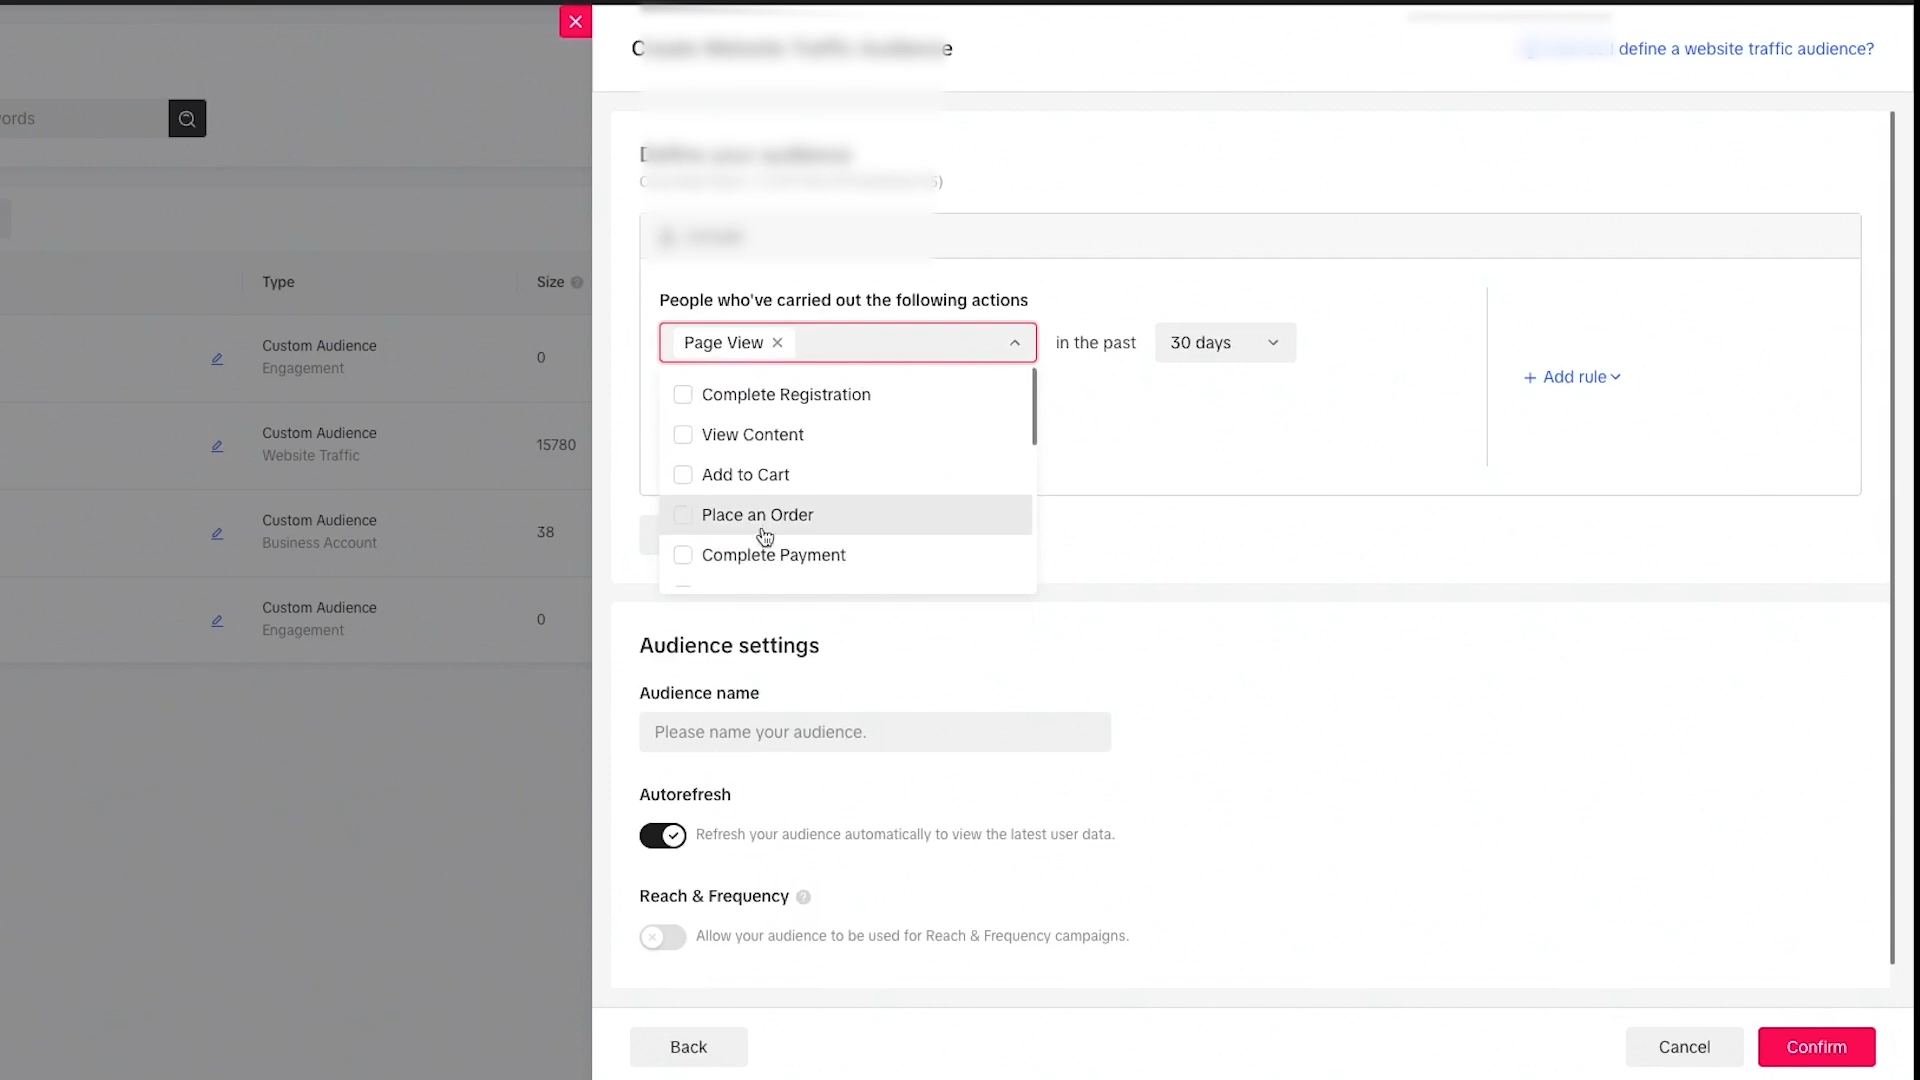 define a website traffic audience?
ords
Type
Size
Custom Audience
Engagement
0
Custom Audience
Website Traffic
15780
Custom Audience
Business Account
38
Custom Audience
Engagement
0
People who've carried out the following actions
Page View
in the past
30 days
+ Add rule
Complete Registration
View Content
Add to Cart
Place an Order
Complete Payment
Audience settings
Audience name
Please name your audience.
Autorefresh
Refresh your audience automatically to view the latest user data.
Reach & Frequency
Allow your audience to be used for Reach & Frequency campaigns.
Back
Cancel
Confirm